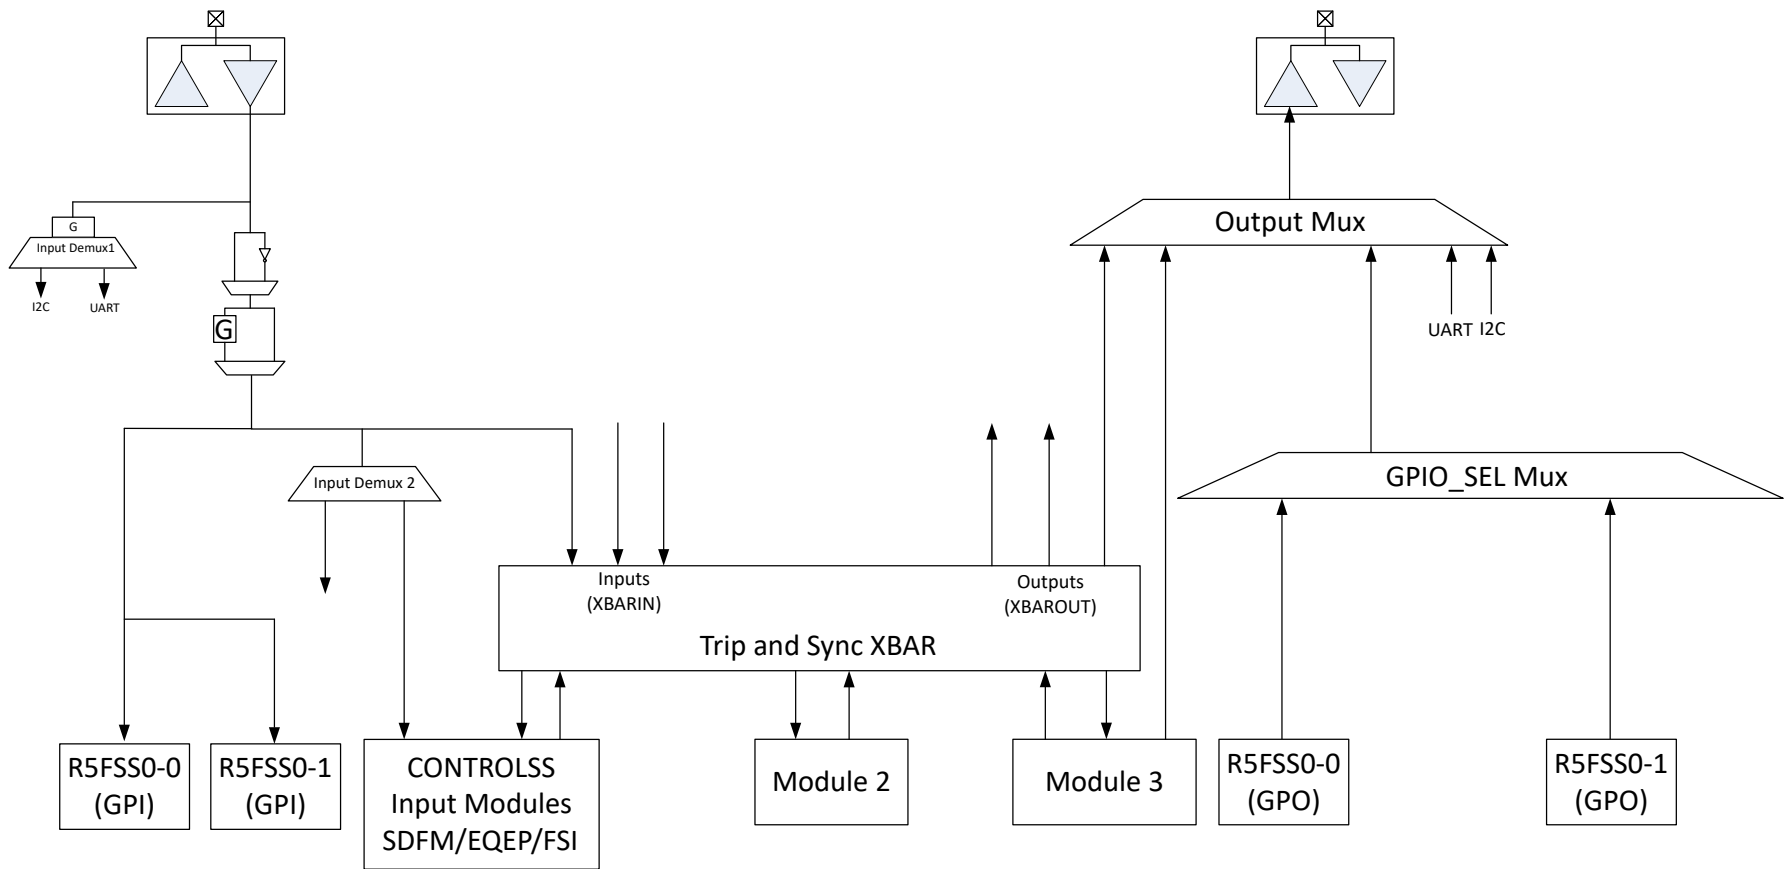 Output Mux
G
Input Demux1
I2C
UART
G
UART
I2C
GPIO_SEL Mux
Input Demux 2
Inputs
(XBARIN)
Outputs
(XBAROUT)
Trip and Sync XBAR
R5FSS0-0
(GPI)
R5FSS0-1
(GPI)
CONTROLSS
Input Modules
SDFM/EQEP/FSI
Module 2
Module 3
R5FSS0-0
(GPO)
R5FSS0-1
(GPO)